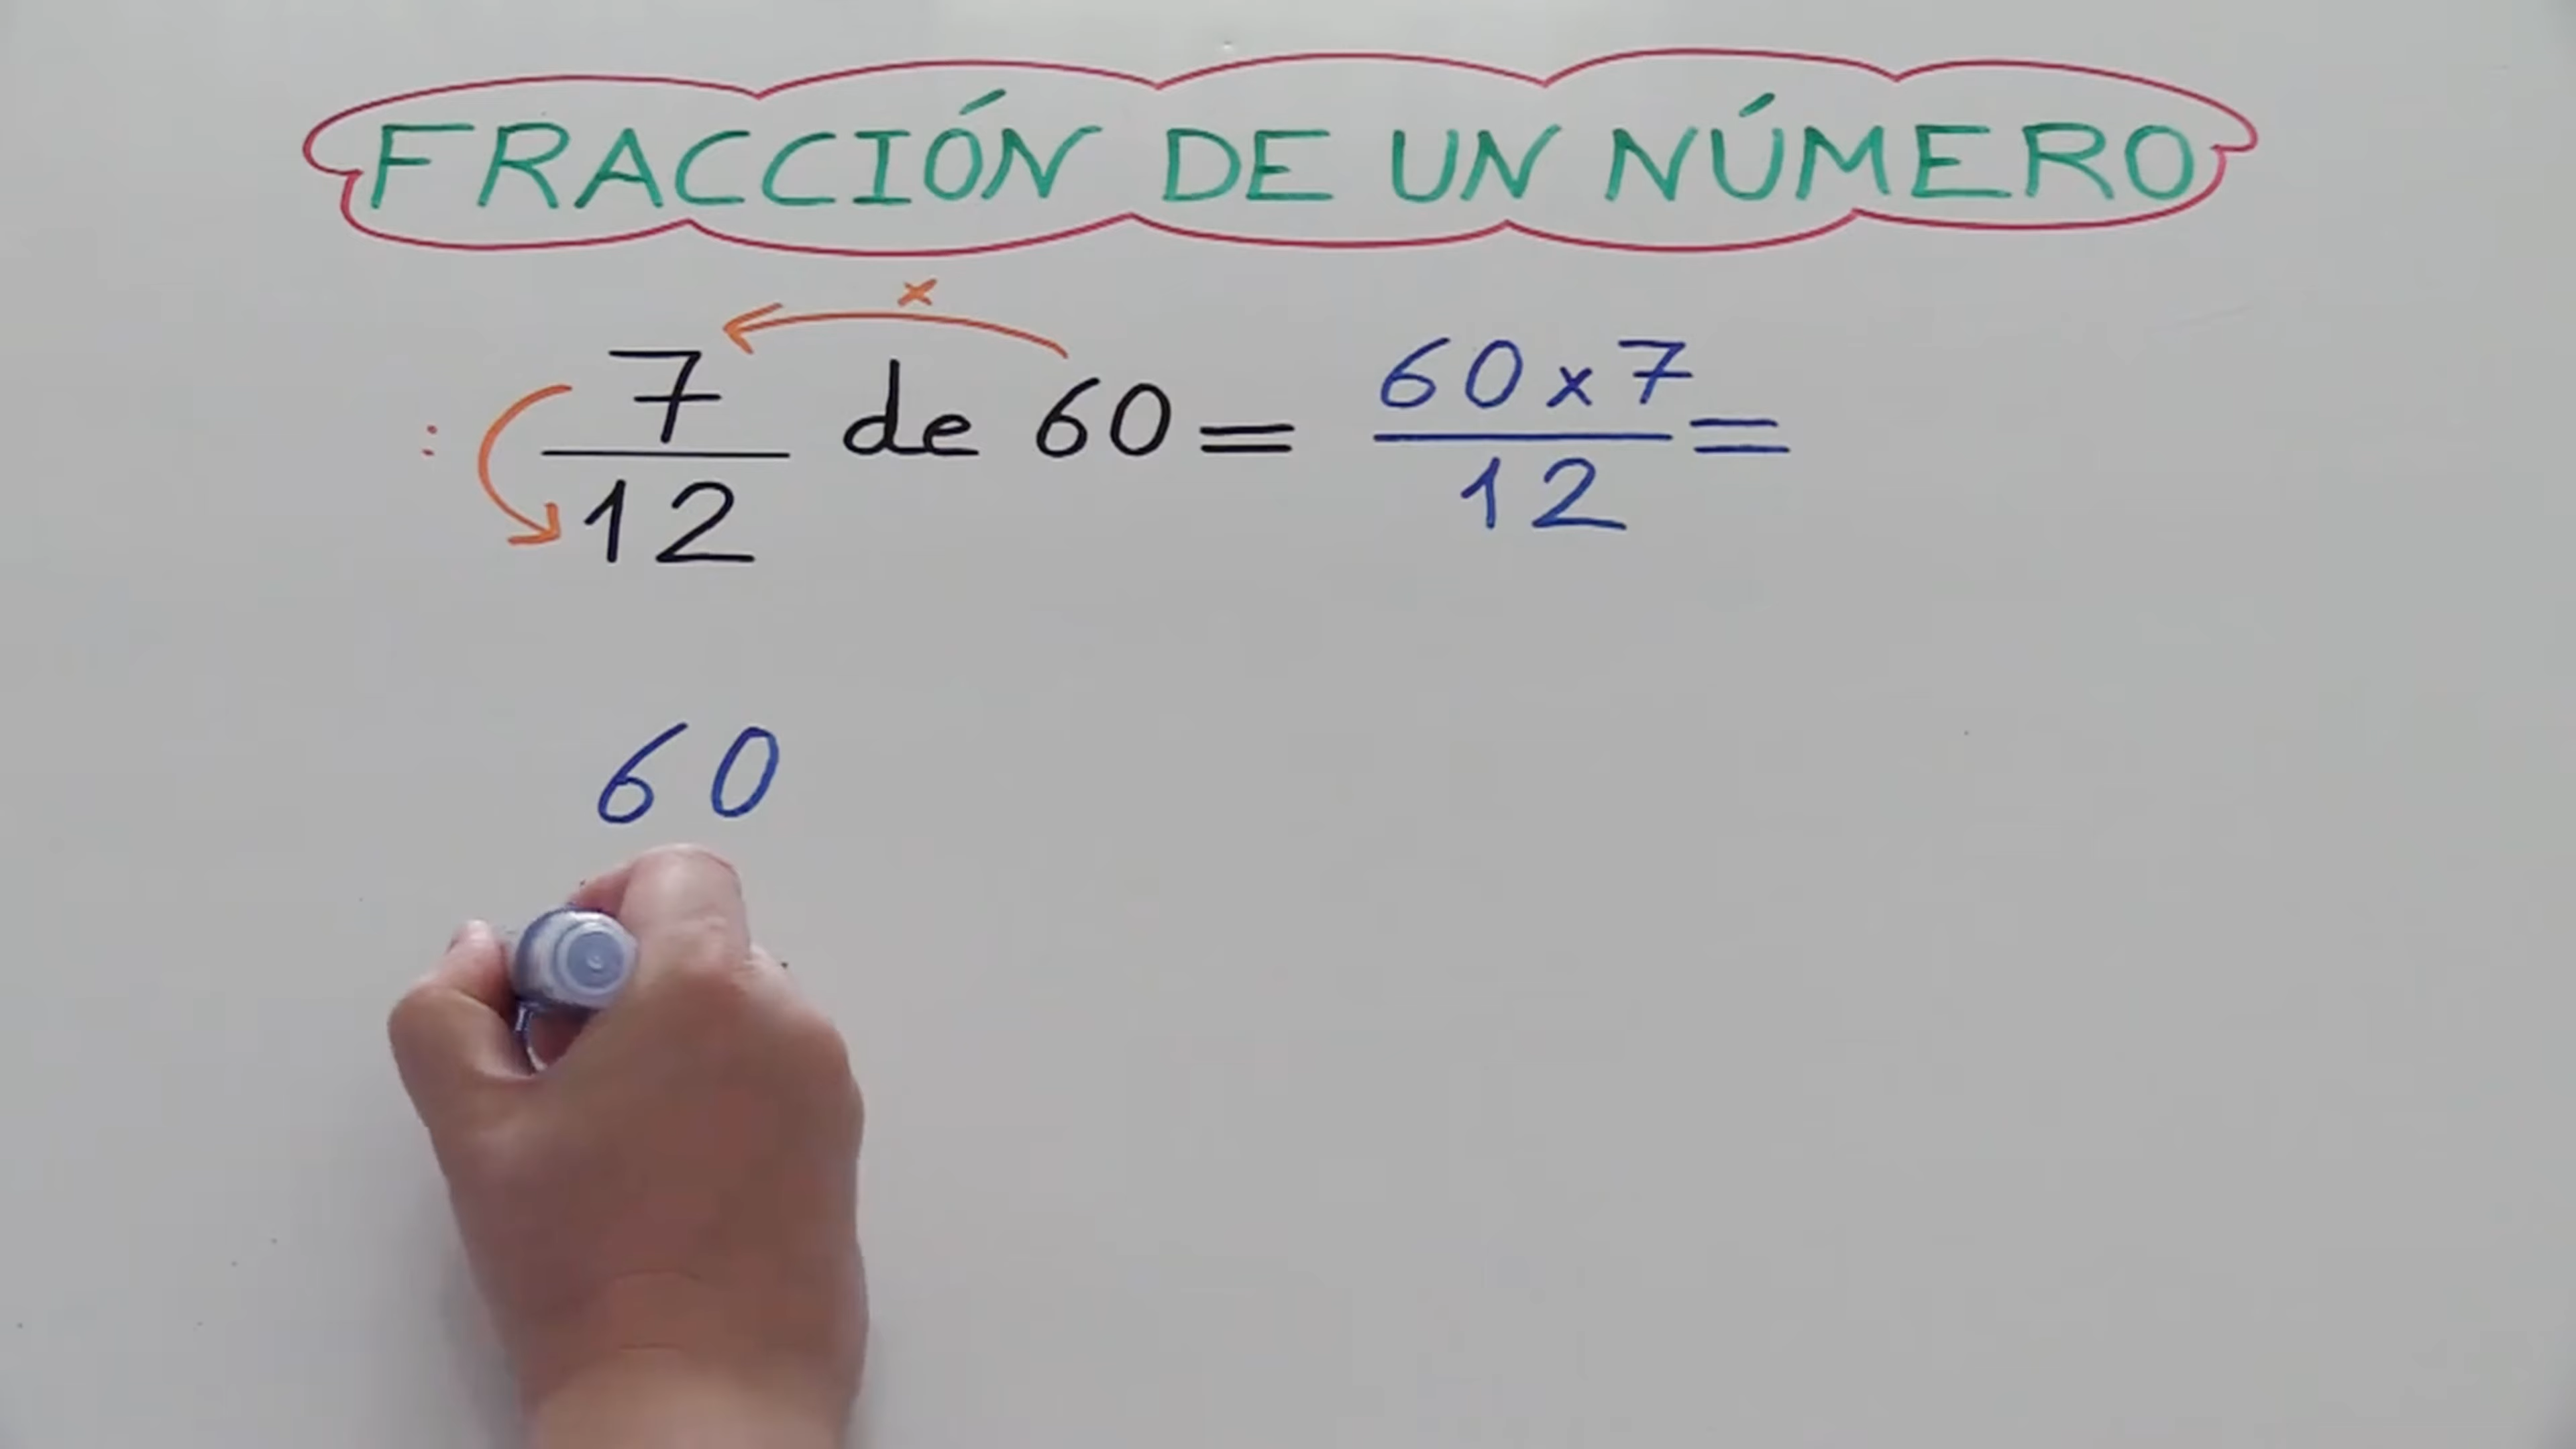 FRACCIÓN DE UN NÚMERO
x
: 7/12 de 60 = 60 x 7/12 =
60